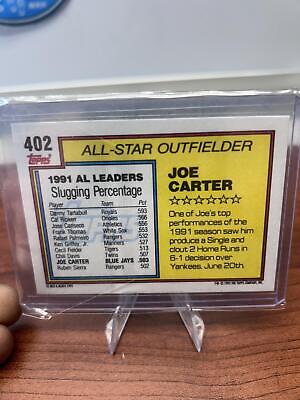 402
Topps
ALL-STAR OUTFIELDER
1991 AL LEADERS
Slugging Percentage
Player Team Pct
Danny Tartabull Royals .593
Cal Ripken Orioles .566
Jose Canseco Athletics .556
Frank Thomas White Sox .553
Rafael Palmeiro Rangers .532
Ken Griffey, Jr. Mariners .527
Cecil Fielder Tigers .513
Chili Davis Twins .507
JOE CARTER BLUE JAYS .503
Ruben Sierra Rangers .502
JOE
CARTER
One of Joe's top
performances of the
1991 season saw him
produce a Single and
clout 2 Home Runs in
6-1 decision over
Yankees, June 20th.